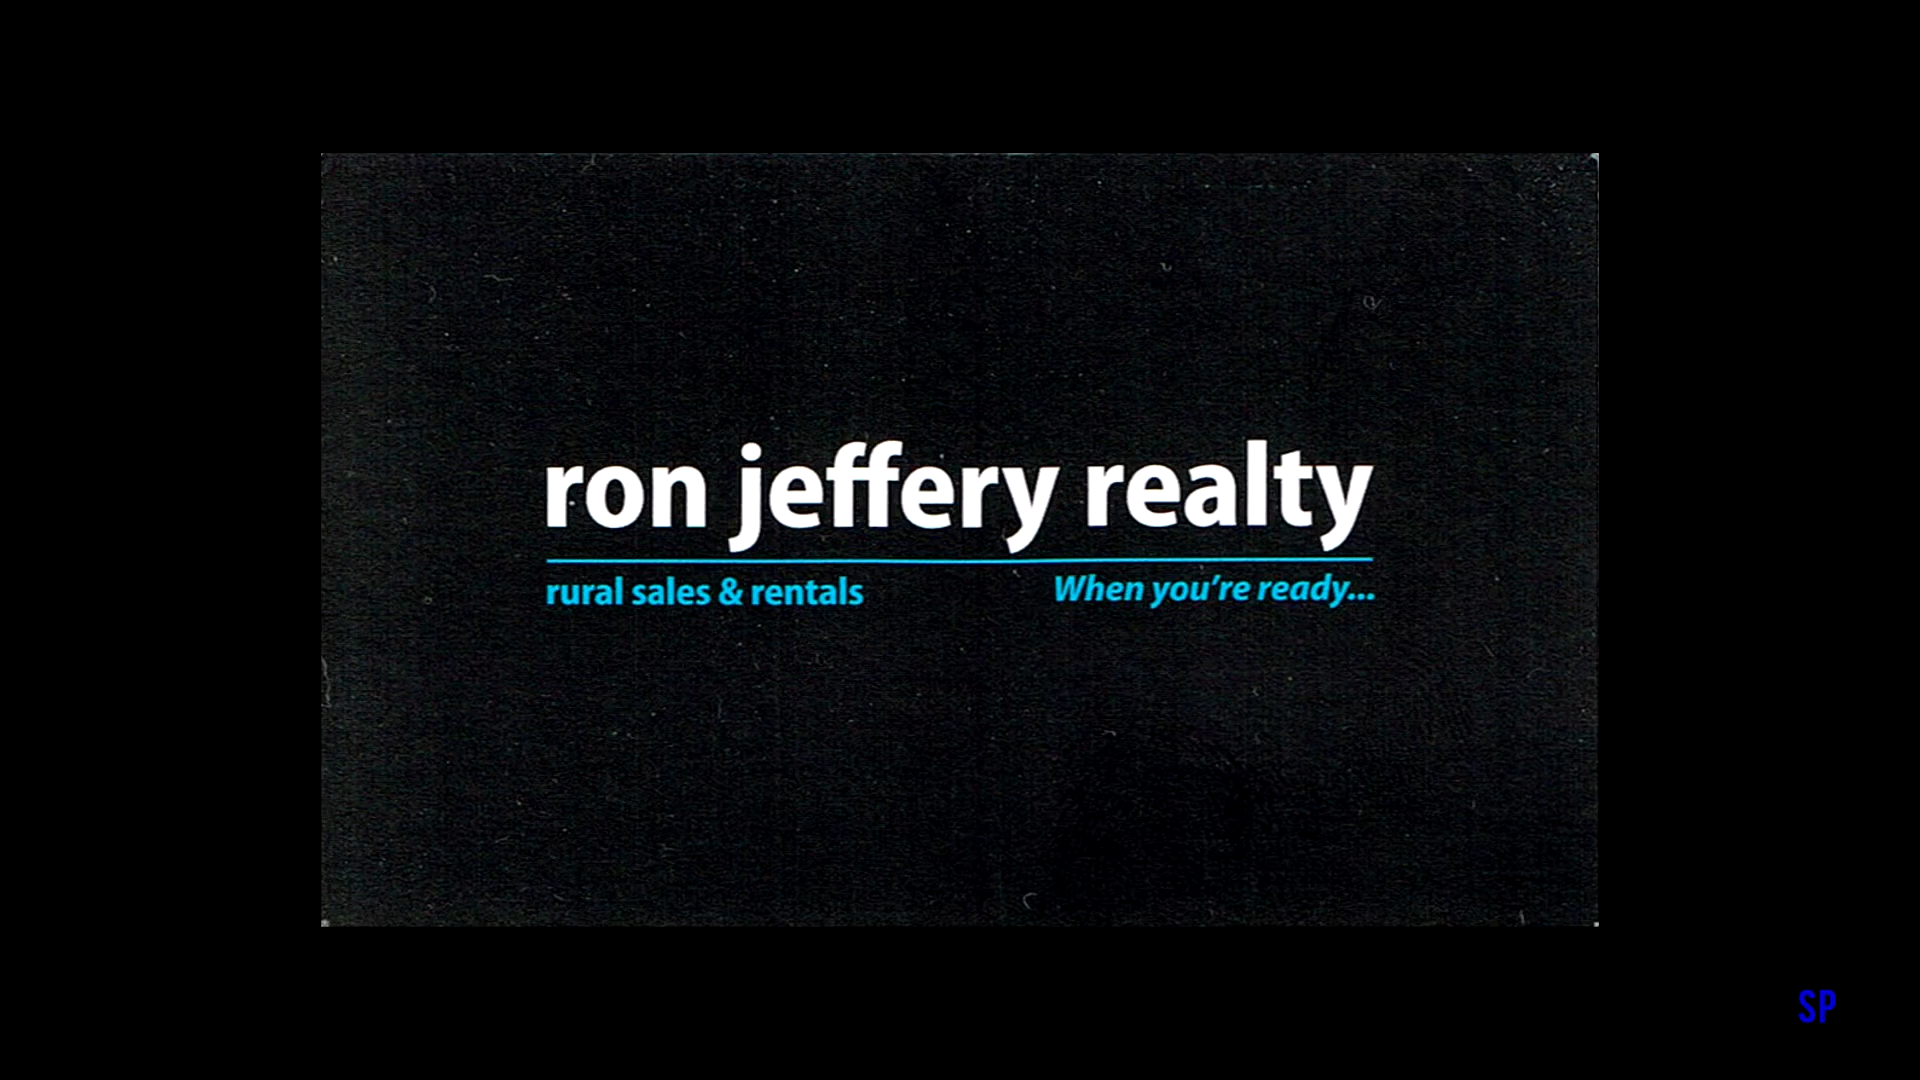 ron jeffery realty
rural sales & rentals
When you're ready...
SP